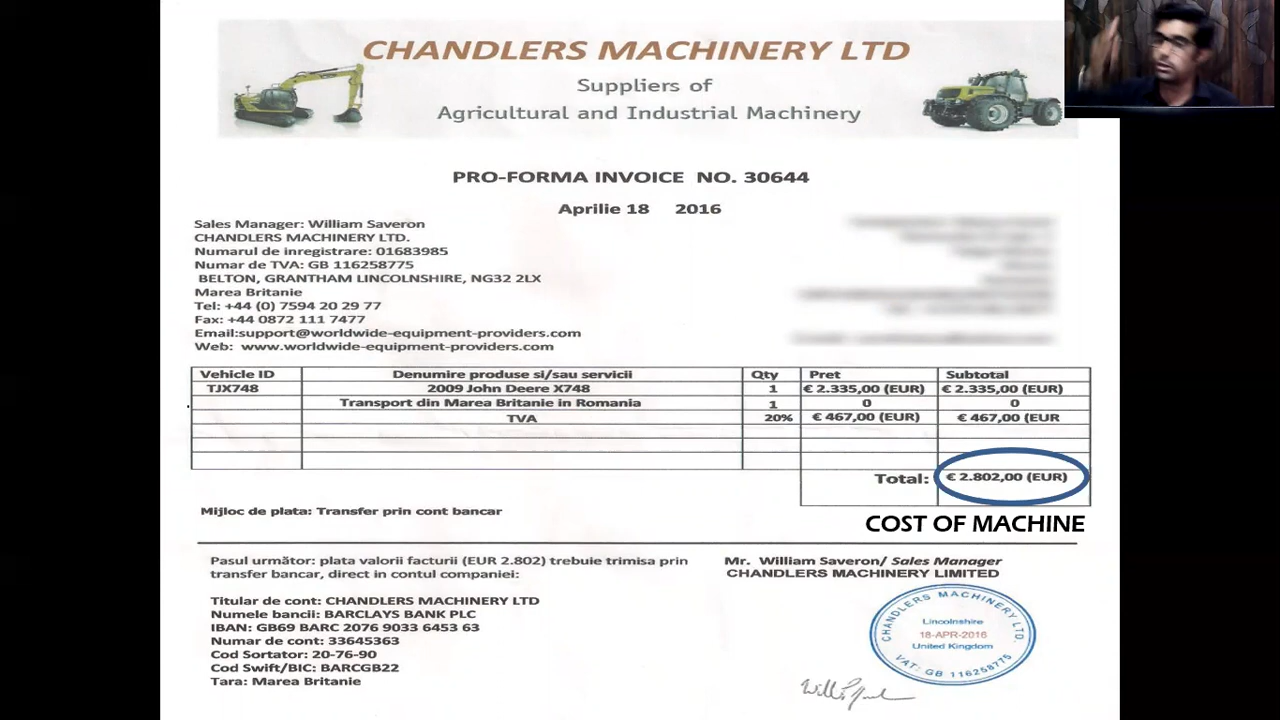 CHANDLERS MACHINERY LTD
Suppliers of
Agricultural and Industrial Machinery
PRO-FORMA INVOICE NO. 30644
Aprilie 18 2016
Sales Manager: William Saveron
CHANDLERS MACHINERY LTD.
Numarul de inregistrare: 01683985
Numar de TVA: GB 116258775
BELTON, GRANTHAM LINCOLNSHIRE, NG32 2LX
Marea Britanie
Tel: +44 (0) 7594 20 29 77
Fax: +44 0872 111 7477
Email:support@worldwide-equipment-providers.com
Web: www.worldwide-equipment-providers.com
Vehicle ID Denumire produse si/sau servicii Qty Pret Subtotal
TJX748 2009 John Deere X748 1 € 2.335,00 (EUR) € 2.335,00 (EUR)
Transport din Marea Britanie in Romania 1 0 0
TVA 20% € 467,00 (EUR) € 467,00 (EUR
Total: € 2.802,00 (EUR)
COST OF MACHINE
Mijloc de plata: Transfer prin cont bancar
Pasul următor: plata valorii facturii (EUR 2.802) trebuie trimisa prin
transfer bancar, direct in contul companiei:
Titular de cont: CHANDLERS MACHINERY LTD
Numele bancii: BARCLAYS BANK PLC
IBAN: GB69 BARC 2076 9033 6453 63
Numar de cont: 33645363
Cod Sortator: 20-76-90
Cod Swift/BIC: BARCGB22
Tara: Marea Britanie
Mr. William Saveron/ Sales Manager
CHANDLERS MACHINERY LIMITED
CHANDLERS MACHINERY LTD.
Lincolnshire
18-APR-2016
United Kingdom
VAT: GB 116258775